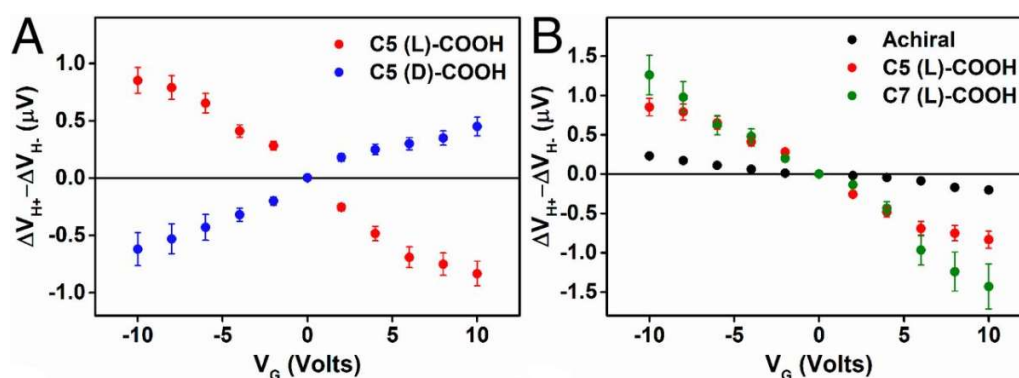 A
C5 (L)-COOH
C5 (D)-COOH
1.0
0.5
0.0
-0.5
-1.0
ΔV_H+ – ΔV_H- (μV)
-10 -5 0 5 10
V_G (Volts)
B
Achiral
C5 (L)-COOH
C7 (L)-COOH
1.5
1.0
0.5
0.0
-0.5
-1.0
-1.5
ΔV_H+ – ΔV_H- (μV)
-10 -5 0 5 10
V_G (Volts)